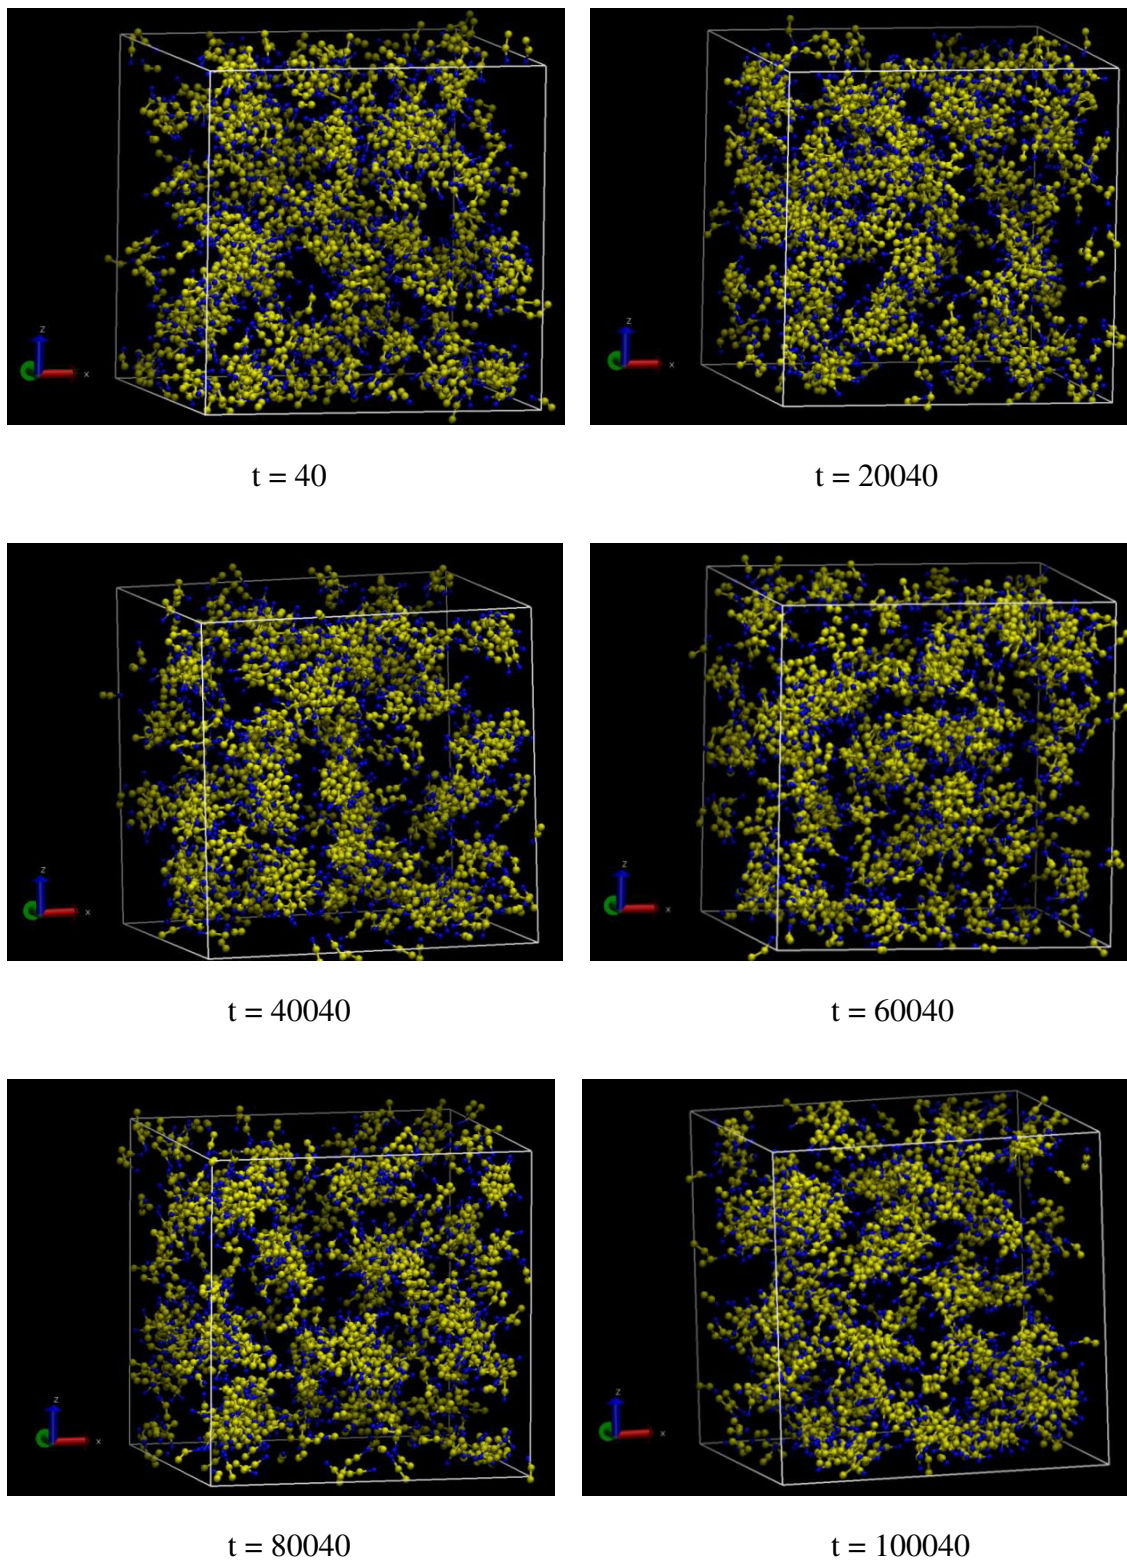 z
x
z
x
t = 40
t = 20040
z
x
z
x
t = 40040
t = 60040
z
x
z
x
t = 80040
t = 100040